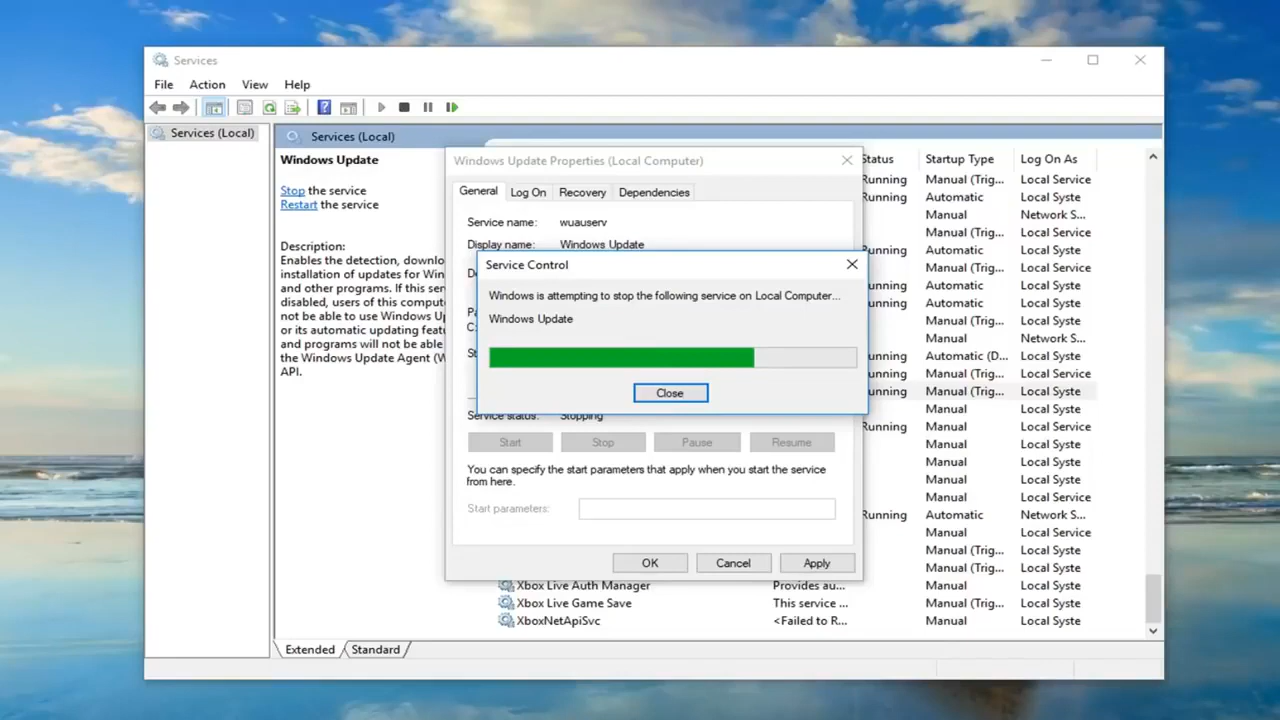 Services
File Action View Help
Services (Local)
Services (Local)
Windows Update
Stop the service
Restart the service
Description:
Enables the detection, downlo
installation of updates for Win
and other programs. If this ser
disabled, users of this compute
not be able to use Windows Up
or its automatic updating featu
and programs will not be able
the Windows Update Agent (W
API.
Windows Update Properties (Local Computer)
General Log On Recovery Dependencies
Service name: wuauserv
Display name: Windows Update
Service Control
Windows is attempting to stop the following service on Local Computer...
Windows Update
Close
Service status: Stopping
Start Stop Pause Resume
You can specify the start parameters that apply when you start the service
from here.
Start parameters:
OK Cancel Apply
Status Startup Type Log On As
Running Manual (Trig... Local Service
Running Automatic Local Syste
Manual Network S...
Manual (Trig... Local Service
Running Automatic Local Syste
Manual (Trig... Local Service
Running Automatic Local Syste
Running Automatic Local Syste
Manual (Trig... Local Syste
Manual Network S...
Running Automatic (D... Local Syste
Running Manual (Trig... Local Service
Running Manual (Trig... Local Syste
Manual Local Syste
Running Manual Local Service
Manual Local Syste
Manual Local Syste
Manual Local Syste
Manual Local Service
Running Automatic Network S...
Manual Local Service
Manual (Trig... Local Syste
Manual (Trig... Local Syste
Xbox Live Auth Manager Provides au... Manual Local Syste
Xbox Live Game Save This service ... Manual (Trig... Local Syste
XboxNetApiSvc <Failed to R... Manual Local Syste
Extended Standard